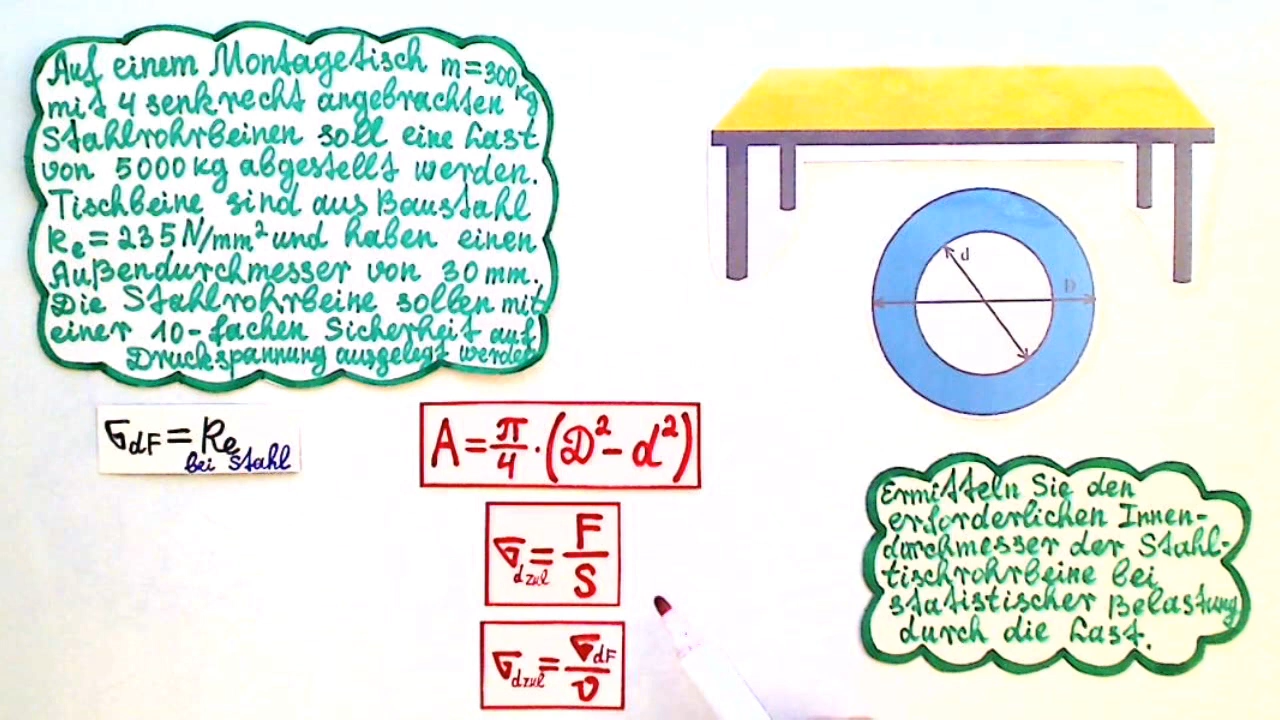 Auf einem Montagetisch m=300 kg
mit 4 senkrecht angebrachten
Stahlrohrbeinen soll eine Last
von 5000 kg abgestellt werden.
Tischbeine sind aus Baustahl
Re=235 N/mm² und haben einen
Außendurchmesser von 30 mm.
Die Stahlrohrbeine sollen mit
einer 10-fachen Sicherheit auf
Druckspannung ausgelegt werden
d
D
σdF = Re
bei Stahl
A = π/4 · (D² - d²)
σdzul = F/S
σdzul = σdF/ν
Ermitteln Sie den
erforderlichen Innen-
durchmesser der Stahl-
tischrohrbeine bei
statistischer Belastung
durch die Last.